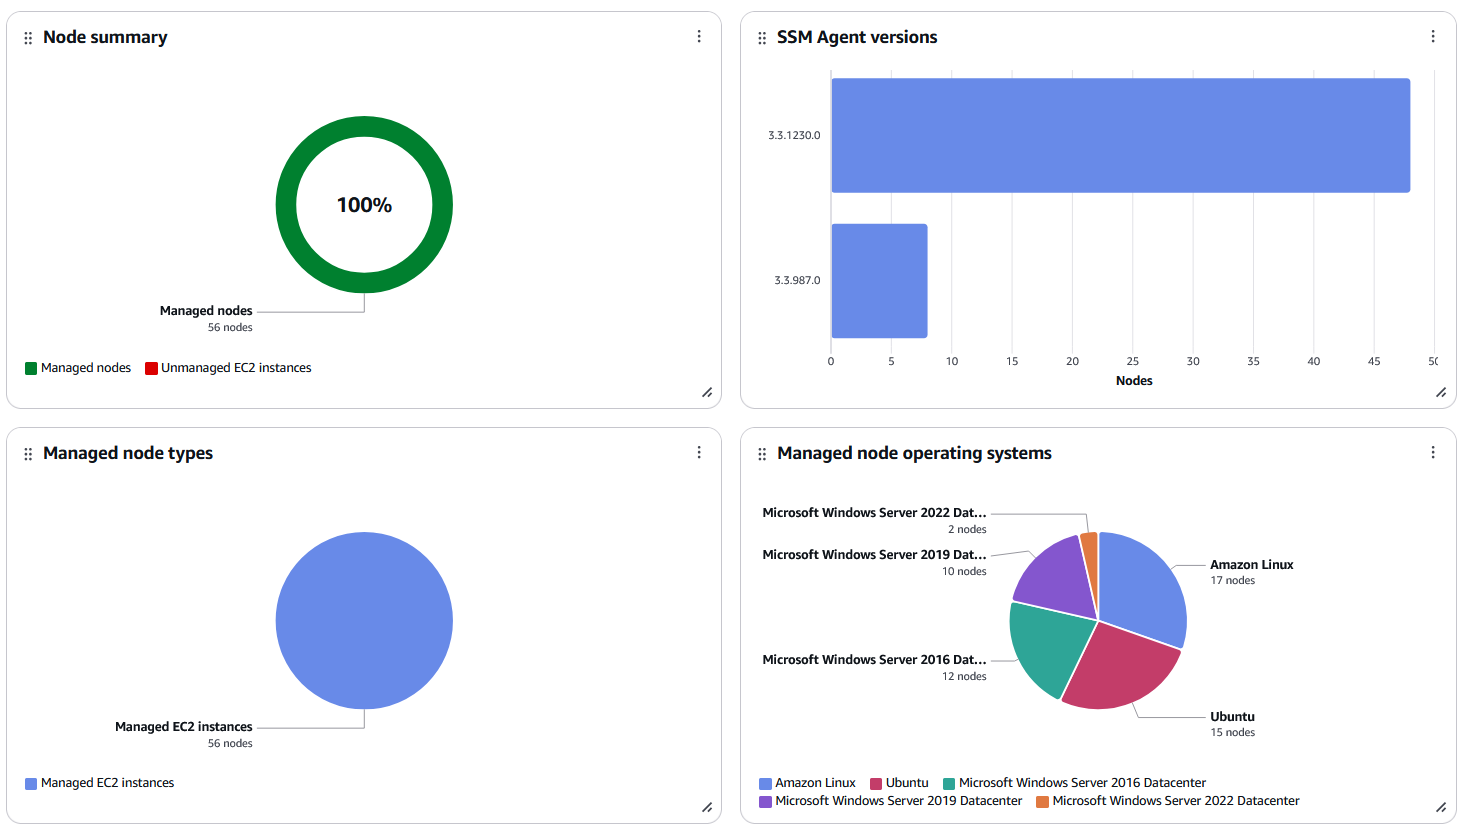 Node summary
100%
Managed nodes
56 nodes
Managed nodes
Unmanaged EC2 instances
SSM Agent versions
3.3.1230.0
3.3.987.0
0 5 10 15 20 25 30 35 40 45 50
Nodes
Managed node types
Managed EC2 instances
56 nodes
Managed EC2 instances
Managed node operating systems
Microsoft Windows Server 2022 Dat...
2 nodes
Microsoft Windows Server 2019 Dat...
10 nodes
Amazon Linux
17 nodes
Microsoft Windows Server 2016 Dat...
12 nodes
Ubuntu
15 nodes
Amazon Linux Ubuntu Microsoft Windows Server 2016 Datacenter
Microsoft Windows Server 2019 Datacenter Microsoft Windows Server 2022 Datacenter